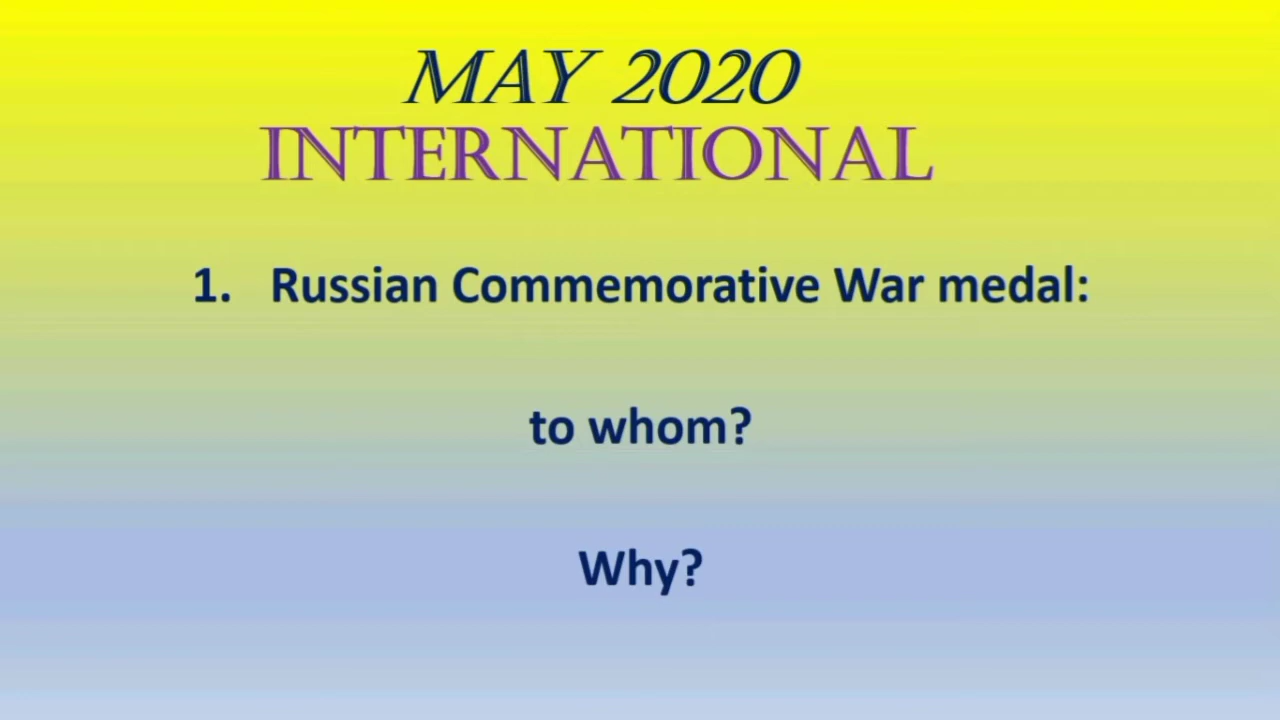 MAY 2020
INTERNATIONAL
1. Russian Commemorative War medal:
to whom?
Why?